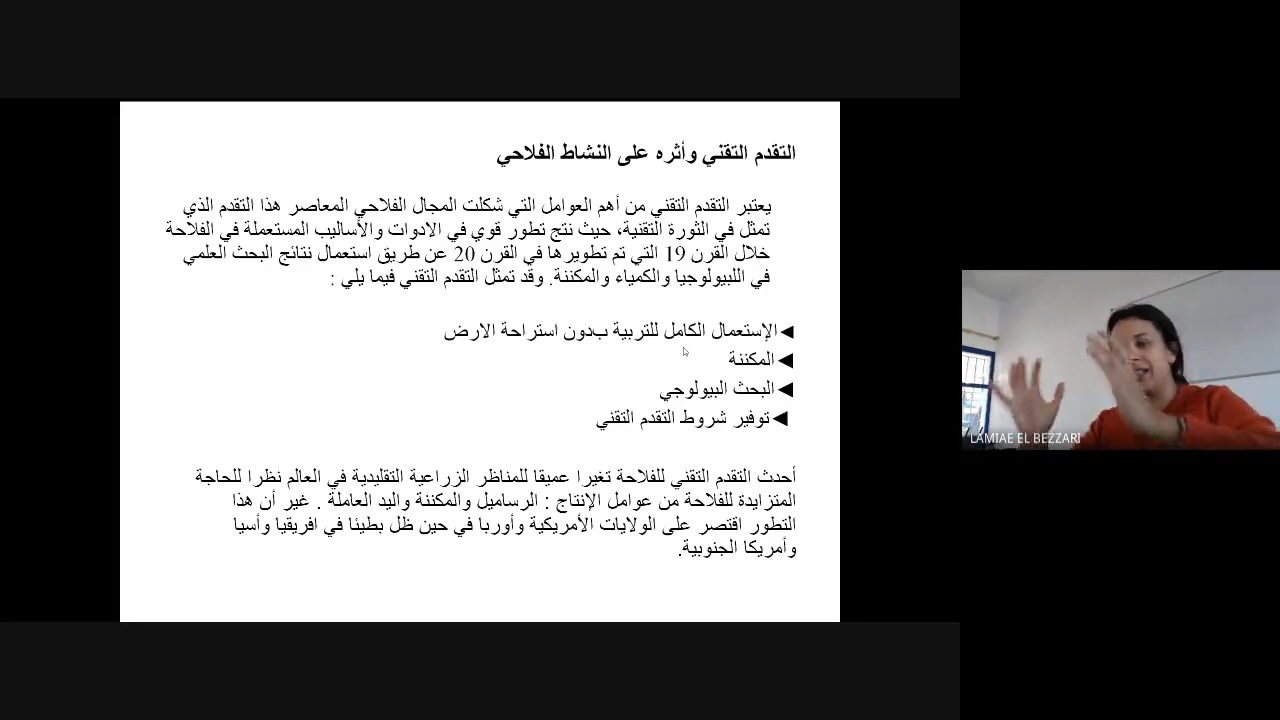 التقدم التقني وأثره على النشاط الفلاحي
يعتبر التقدم التقني من أهم العوامل التي شكلت المجال الفلاحي المعاصر هذا التقدم الذي
تمثل في الثورة التقنية، حيث نتج تطور قوي في الادوات والأساليب المستعملة في الفلاحة
خلال القرن 19 التي تم تطويرها في القرن 20 عن طريق استعمال نتائج البحث العلمي
في اللبيولوجيا والكمياء والمكننة. وقد تمثل التقدم التقني فيما يلي :
◄الإستعمال الكامل للتربية بدون استراحة الارض
◄المكننة
◄البحث البيولوجي
◄توفير شروط التقدم التقني
أحدث التقدم التقني للفلاحة تغيرا عميقا للمناظر الزراعية التقليدية في العالم نظرا للحاجة
المتزايدة للفلاحة من عوامل الإنتاج : الرساميل والمكننة واليد العاملة . غير أن هذا
التطور اقتصر على الولايات الأمريكية وأوربا في حين ظل بطيئا في افريقيا وأسيا
وأمريكا الجنوبية.
LAMIAE EL BEZZARI